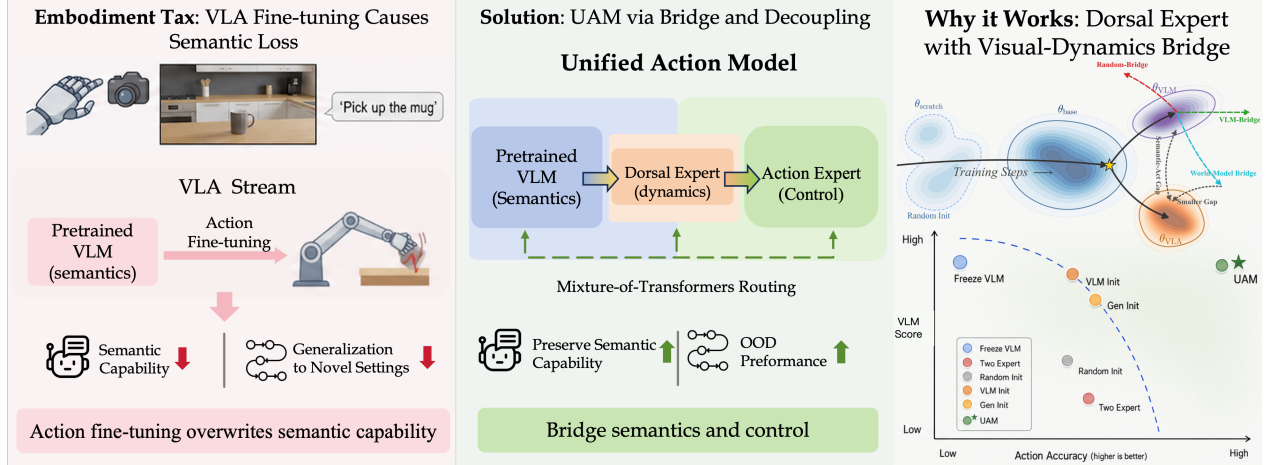 Embodiment Tax: VLA Fine-tuning Causes
Semantic Loss
'Pick up the mug'
VLA Stream
Pretrained
VLM
(semantics)
Action
Fine-tuning
Semantic
Capability
Generalization
to Novel Settings
Action fine-tuning overwrites semantic capability
Solution: UAM via Bridge and Decoupling
Unified Action Model
Pretrained
VLM
(Semantics)
Dorsal Expert
(dynamics)
Action Expert
(Control)
Mixture-of-Transformers Routing
Preserve Semantic
Capability
OOD
Preformance
Bridge semantics and control
Why it Works: Dorsal Expert
with Visual-Dynamics Bridge
Random-Bridge
θVLM
θscratch
θbase
VLM-Bridge
Semantic-Act Gap
World Model Bridge
Training Steps
Smaller Gap
Random Init
θVLA
High
Freeze VLM
VLM Init
Gen Init
UAM
VLM
Score
Freeze VLM
Two Expert
Random Init
VLM Init
Gen Init
UAM
Random Init
Two Expert
Low
Low
Action Accuracy (higher is better)
High